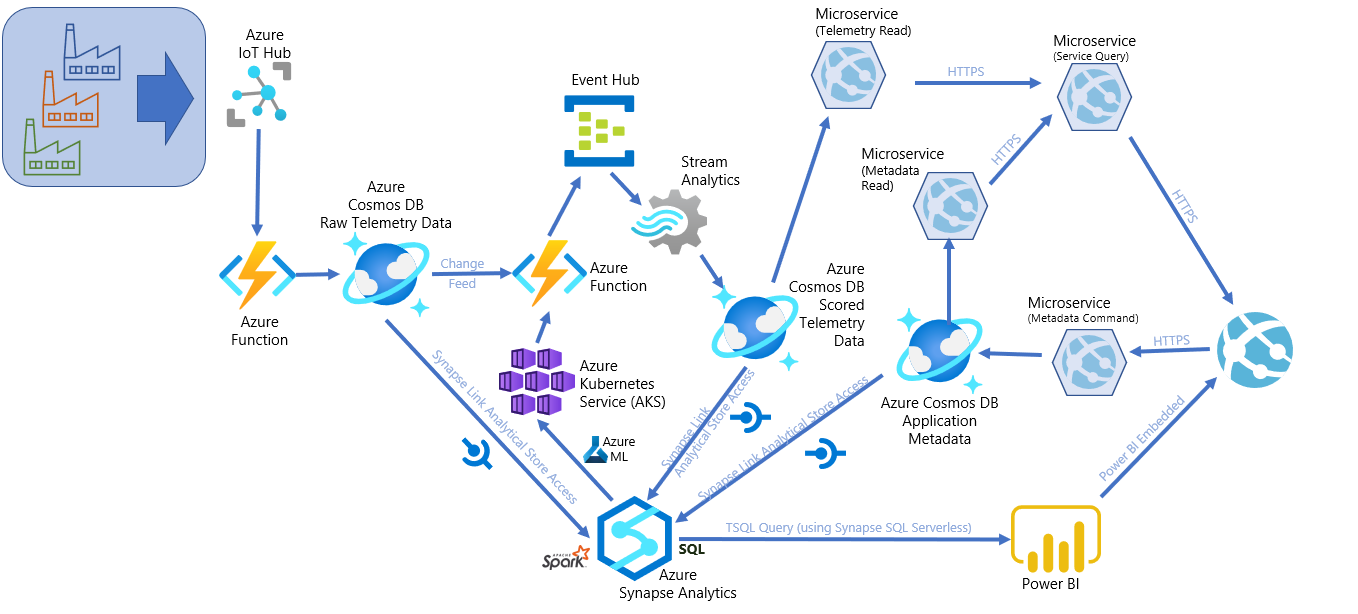 Azure
IoT Hub
Azure
Function
Azure
Cosmos DB
Raw Telemetry Data
Change
Feed
Azure
Function
Event Hub
Stream
Analytics
Azure
Kubernetes
Service (AKS)
Azure
ML
Synapse Link Analytical Store Access
Azure
Cosmos DB
Scored
Telemetry
Data
Synapse Link
Analytical Store Access
Synapse Link Analytical Store Access
Microservice
(Telemetry Read)
HTTPS
Microservice
(Service Query)
Microservice
(Metadata
Read)
HTTPS
HTTPS
Microservice
(Metadata Command)
HTTPS
Azure Cosmos DB
Application
Metadata
Power BI Embedded
TSQL Query (using Synapse SQL Serverless)
APACHE
Spark
SQL
Azure
Synapse Analytics
Power BI